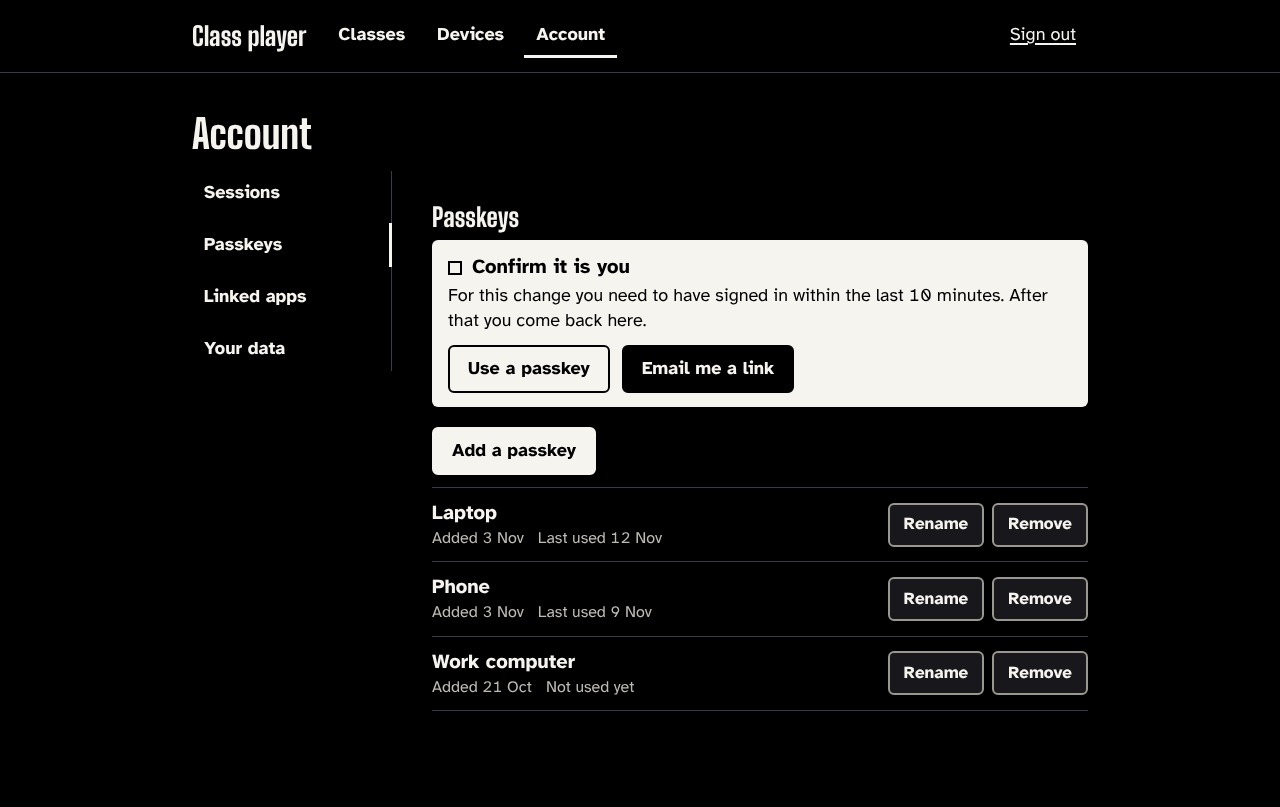 Class player
Classes
Devices
Account
Sign out
Account
Sessions
Passkeys
Linked apps
Your data
Passkeys
Confirm it is you
For this change you need to have signed in within the last 10 minutes. After
that you come back here.
Use a passkey
Email me a link
Add a passkey
Laptop
Added 3 Nov Last used 12 Nov
Rename
Remove
Phone
Added 3 Nov Last used 9 Nov
Rename
Remove
Work computer
Added 21 Oct Not used yet
Rename
Remove